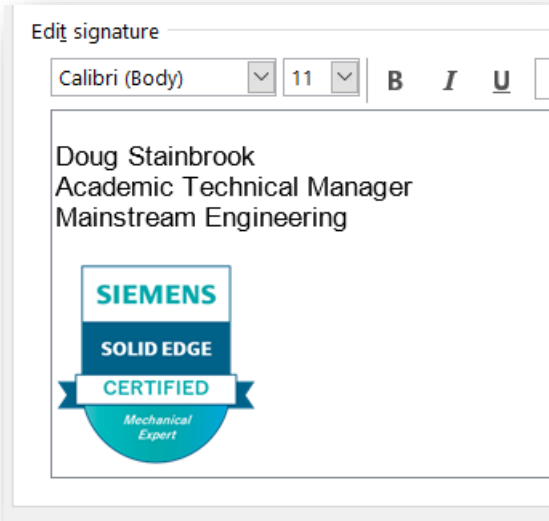 Edit signature
Calibri (Body) 11 B I U
Doug Stainbrook
Academic Technical Manager
Mainstream Engineering
SIEMENS
SOLID EDGE
CERTIFIED
Mechanical
Expert